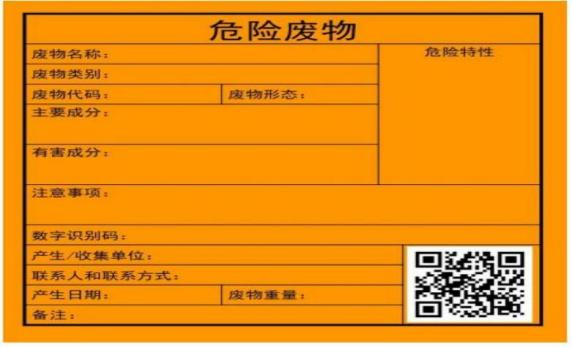 危险废物
废物名称：
危险特性
废物类别：
废物代码：
废物形态：
主要成分：
有害成分：
注意事项：
数字识别码：
产生/收集单位：
联系人和联系方式：
产生日期：
废物重量：
备注：